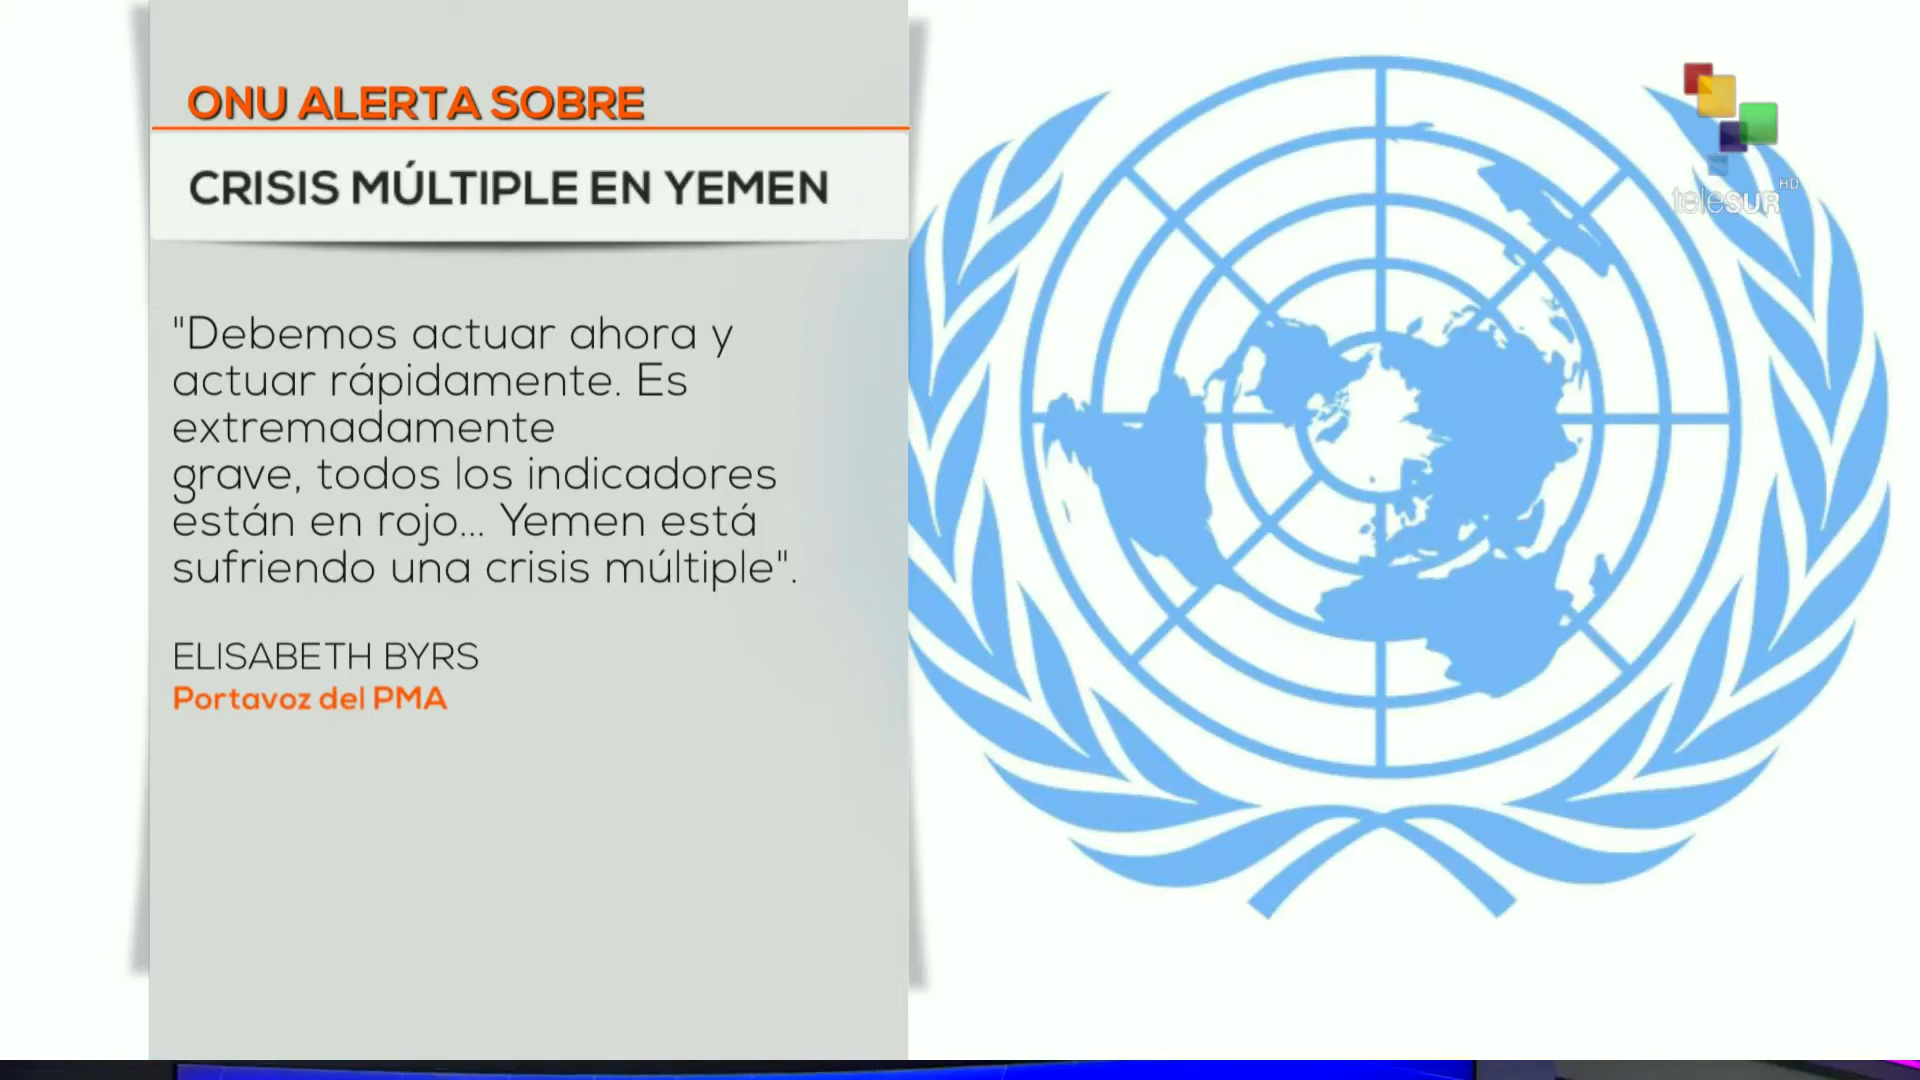 ONU ALERTA SOBRE
CRISIS MÚLTIPLE EN YEMEN
"Debemos actuar ahora y
actuar rápidamente. Es
extremadamente
grave, todos los indicadores
están en rojo... Yemen está
sufriendo una crisis múltiple".
ELISABETH BYRS
Portavoz del PMA
teleSUR HD